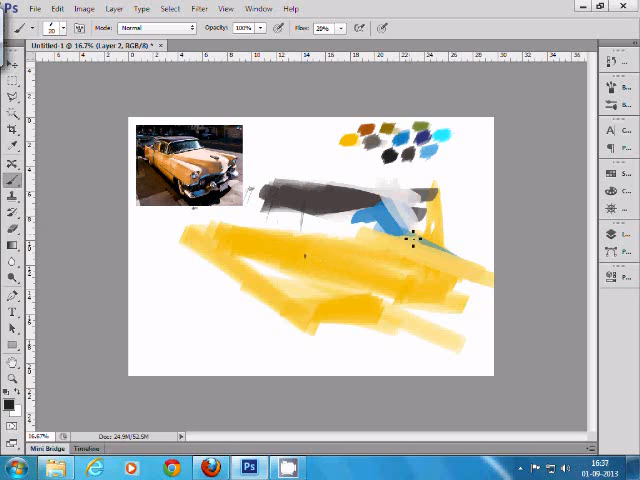 Ps File Edit Image Layer Type Select Filter View Window Help
20 Mode: Normal Opacity: 100% Flow: 29%
Untitled-1 @ 16.7% (Layer 2, RGB/8) * ×
B...
A C...
P...
S...
C...
L...
P...
16.67% Doc: 24.9M/52.5M
Mini Bridge Timeline
Ps
16:37
01-09-2013